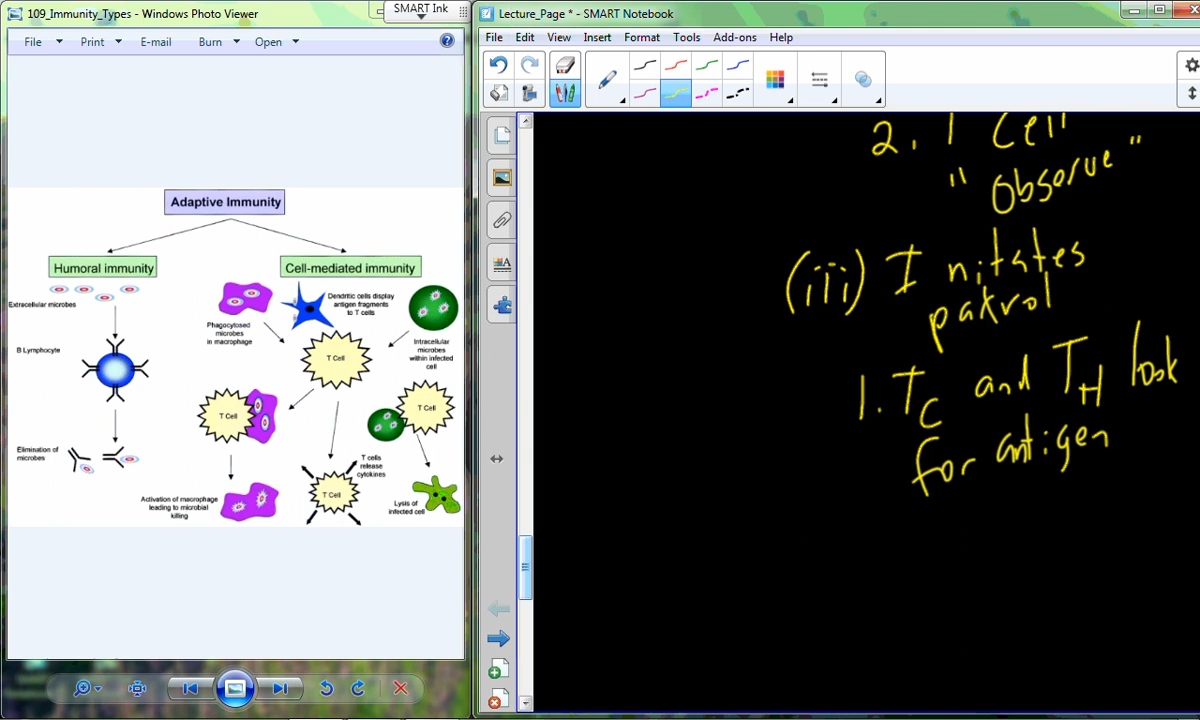 109_Immunity_Types - Windows Photo Viewer
SMART Ink
File Print E-mail Burn Open
Adaptive Immunity
Humoral immunity
Cell-mediated immunity
Extracellular microbes
Phagocytosed
microbes
in macrophage
Dendritic cells display
antigen fragments
to T cells
Intracellular
microbes
within infected
cell
B Lymphocyte
T Cell
T Cell
T Cell
Elimination of
microbes
T cells
release
cytokines
Activation of macrophage
leading to microbial
killing
T Cell
Lysis of
infected cell
Lecture_Page * - SMART Notebook
File Edit View Insert Format Tools Add-ons Help
2. Cell
"Observe"
(iii) Initates
patrol
1. TC and TH look
for antigen